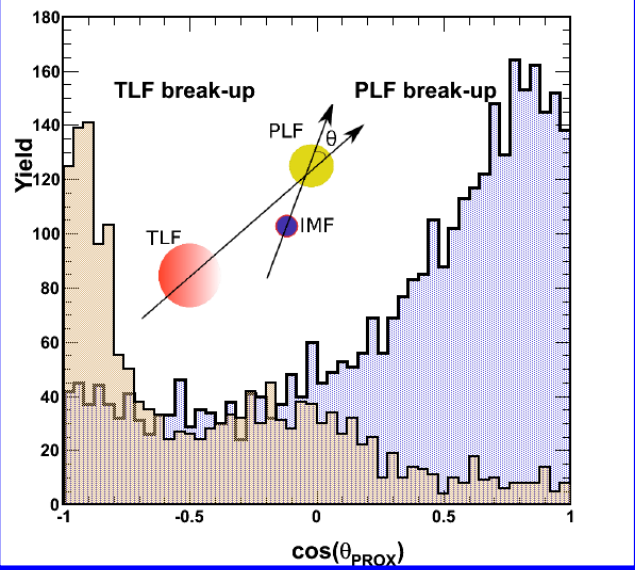 180
160
140
120
100
80
60
40
20
0
Yield
TLF break-up
PLF break-up
PLF
θ
TLF
IMF
-1
-0.5
0
0.5
1
cos(θPROX)